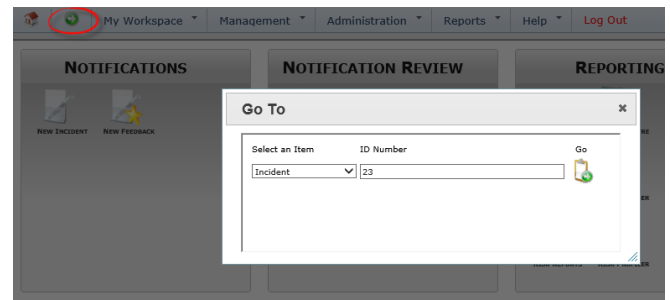 My Workspace Management Administration Reports Help Log Out
NOTIFICATIONS
NOTIFICATION REVIEW
REPORTING
NEW INCIDENT
NEW FEEDBACK
Go To
Select an Item
ID Number
Go
Incident
23